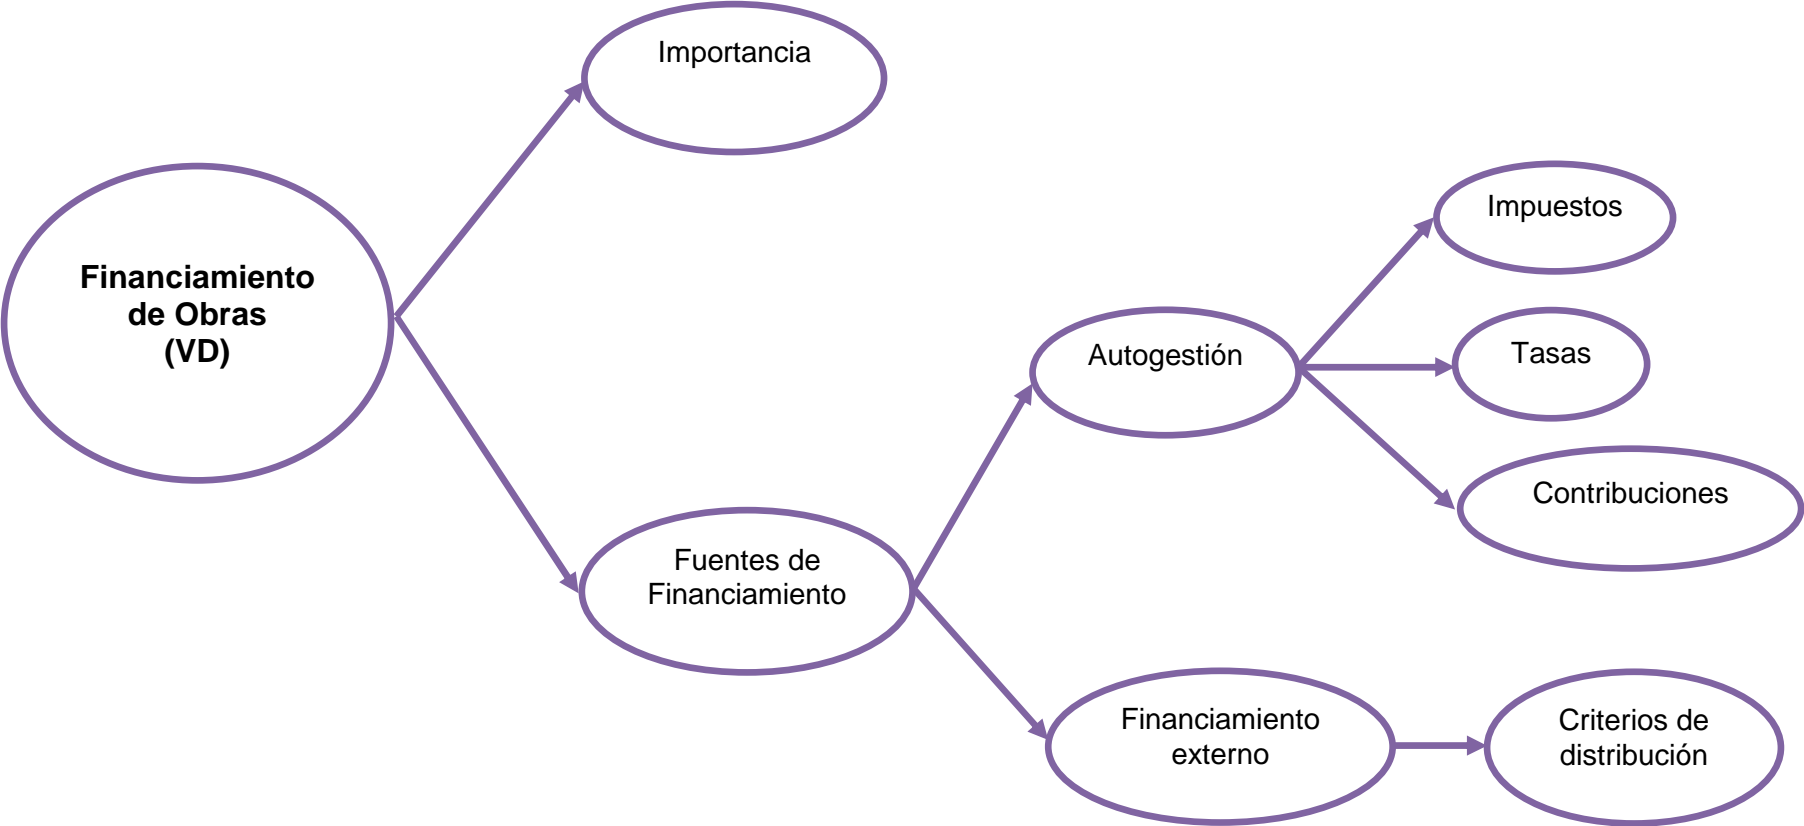 Importancia
Financiamiento
de Obras
(VD)
Impuestos
Autogestión
Tasas
Contribuciones
Fuentes de
Financiamiento
Financiamiento
externo
Criterios de
distribución